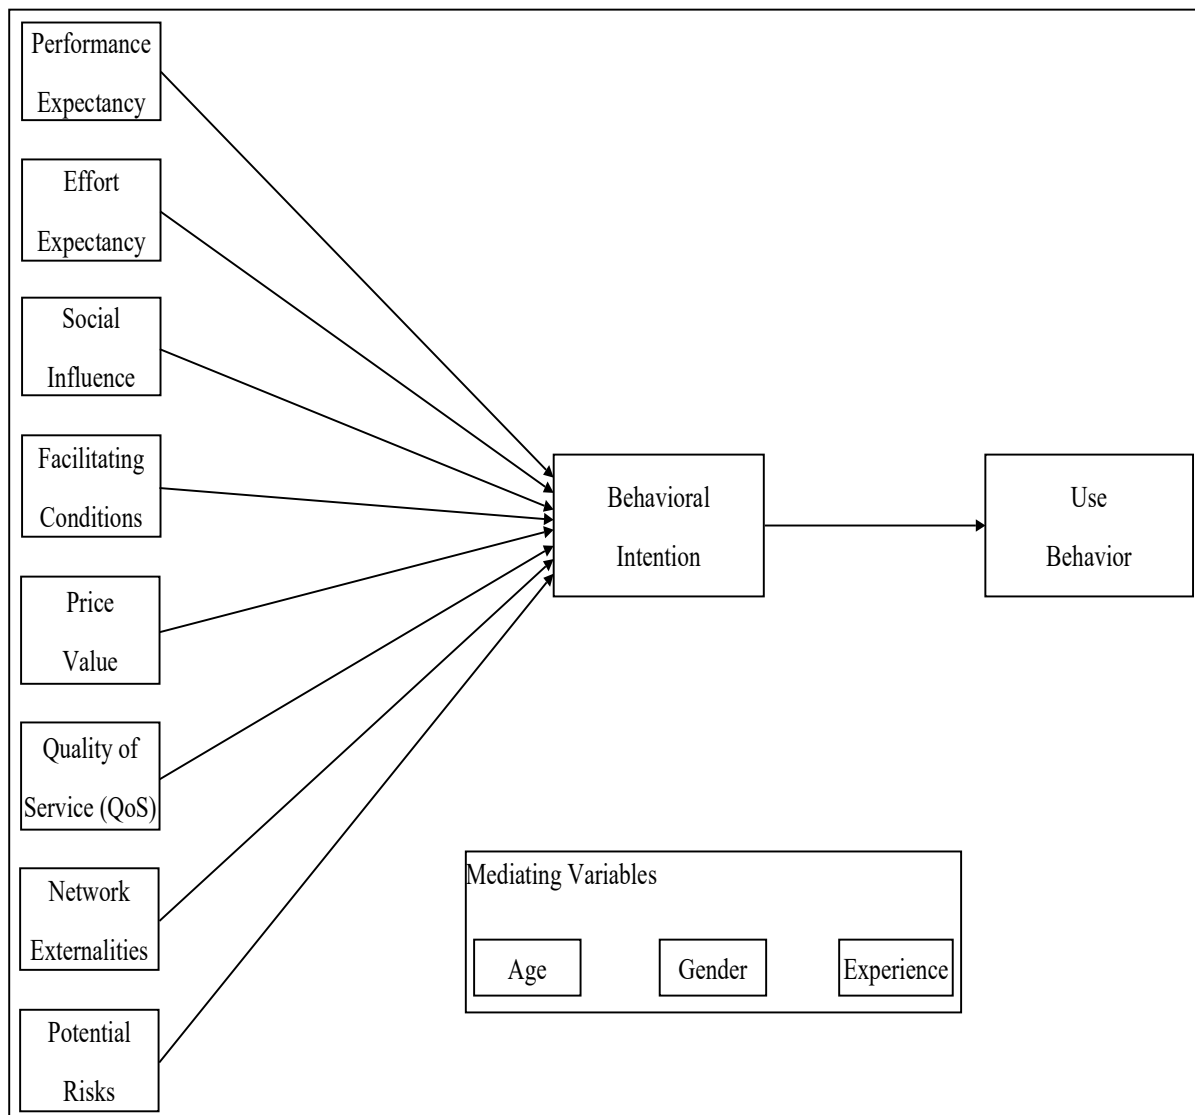 Performance
Expectancy
Effort
Expectancy
Social
Influence
Facilitating
Conditions
Price
Value
Quality of
Service (QoS)
Network
Externalities
Potential
Risks
Behavioral
Intention
Use
Behavior
Mediating Variables
Age
Gender
Experience